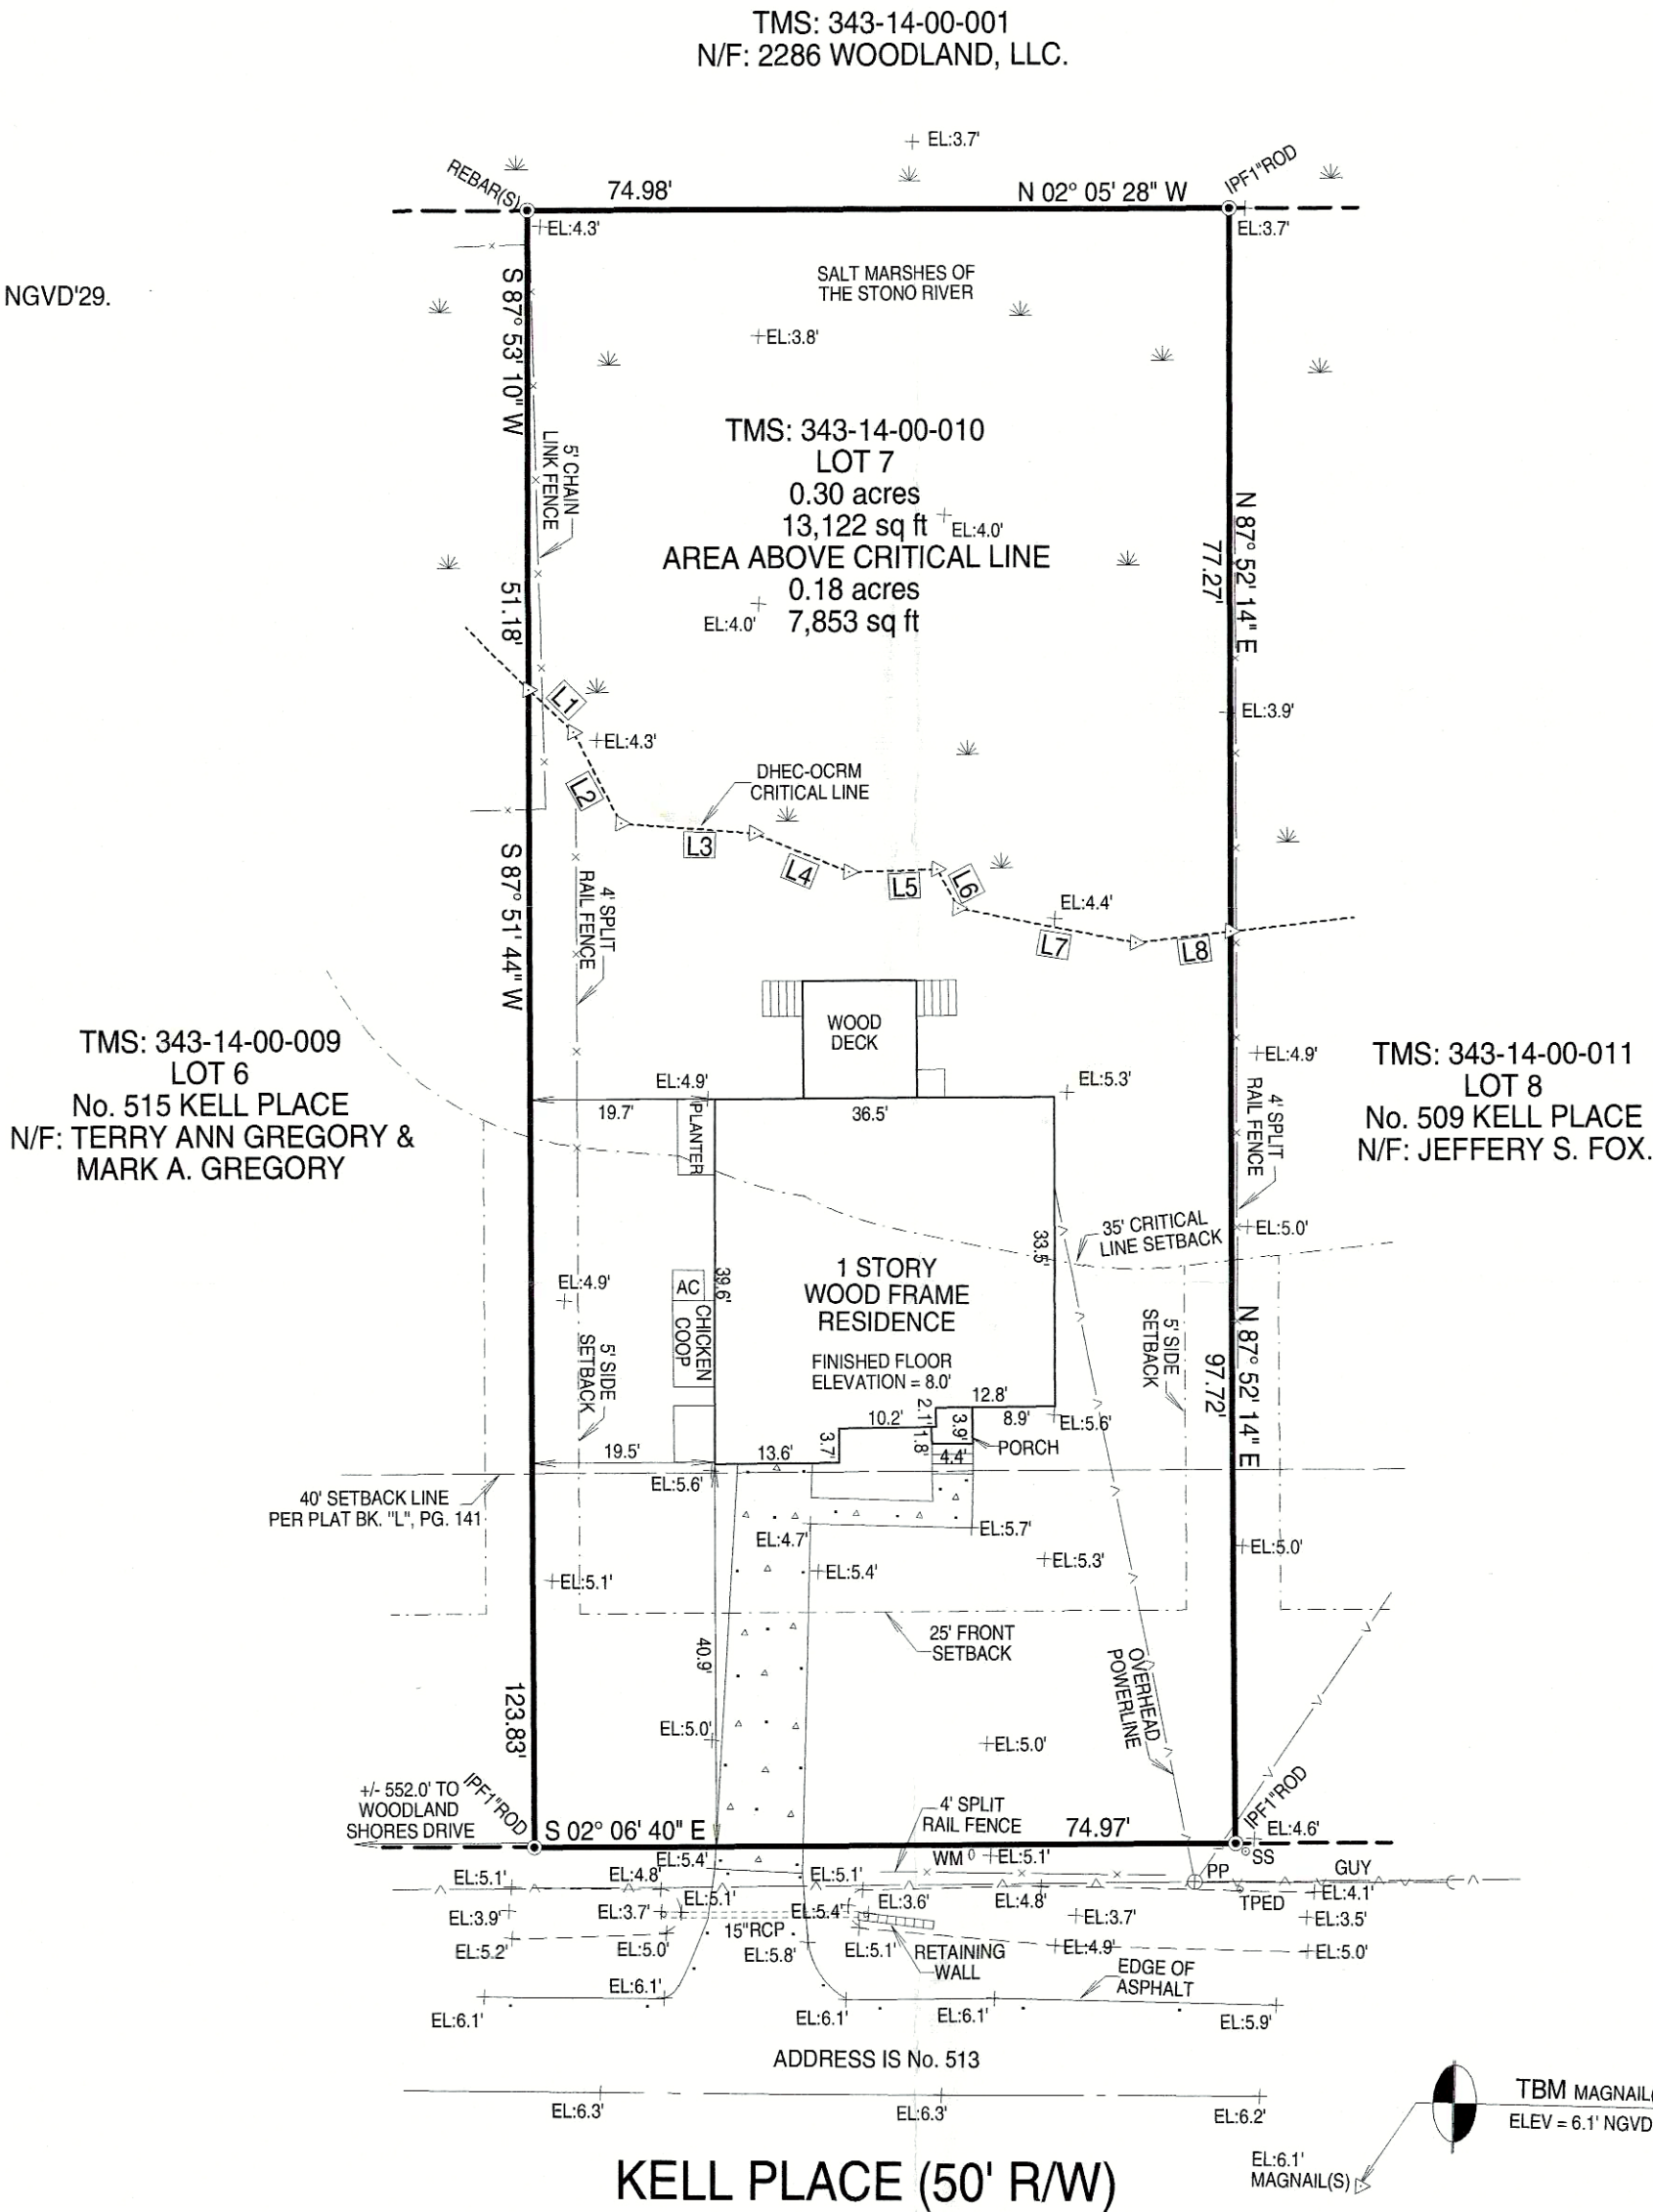 TMS: 343-14-00-001
N/F: 2286 WOODLAND, LLC.
EL:3.7'
REBAR(S)
74.98'
N 02° 05' 28" W
IPF1"ROD
EL:4.3'
EL:3.7'
NGVD'29.
SALT MARSHES OF
THE STONO RIVER
S 87° 53' 10" W
EL:3.8'
5' CHAIN
LINK FENCE
TMS: 343-14-00-010
LOT 7
0.30 acres
13,122 sq ft
EL:4.0'
AREA ABOVE CRITICAL LINE
0.18 acres
EL:4.0'
7,853 sq ft
N 87° 52' 14" E
77.27'
51.18'
L1
EL:4.3'
EL:3.9'
L2
DHEC-OCRM
CRITICAL LINE
L3
L4
L5
L6
EL:4.4'
L7
L8
S 87° 51' 44" W
4' SPLIT
RAIL FENCE
WOOD
DECK
TMS: 343-14-00-009
LOT 6
No. 515 KELL PLACE
N/F: TERRY ANN GREGORY &
MARK A. GREGORY
EL:4.9'
19.7'
PLANTER
36.5'
EL:5.3'
EL:4.9'
4' SPLIT
RAIL FENCE
TMS: 343-14-00-011
LOT 8
No. 509 KELL PLACE
N/F: JEFFERY S. FOX.
EL:5.0'
35' CRITICAL
LINE SETBACK
33.5'
1 STORY
WOOD FRAME
RESIDENCE
EL:4.9'
AC
39.6'
CHICKEN
COOP
5' SIDE
SETBACK
FINISHED FLOOR
ELEVATION = 8.0'
5' SIDE
SETBACK
N 87° 52' 14" E
97.72'
12.8'
2.1'
10.2'
3.9'
8.9'
EL:5.6'
1.8'
3.7'
PORCH
19.5'
13.6'
4.4'
EL:5.6'
40' SETBACK LINE
PER PLAT BK. "L", PG. 141
EL:4.7'
EL:5.7'
EL:5.0'
EL:5.3'
EL:5.4'
EL:5.1'
25' FRONT
SETBACK
40.9'
OVERHEAD
POWERLINE
123.83'
EL:5.0'
EL:5.0'
+/- 552.0' TO
WOODLAND
SHORES DRIVE
IPF1"ROD
S 02° 06' 40" E
4' SPLIT
RAIL FENCE
74.97'
IPF1"ROD
EL:4.6'
EL:5.4'
WM
EL:5.1'
SS
EL:5.1'
EL:4.8'
EL:5.1'
PP
GUY
EL:5.1'
EL:3.6'
EL:4.8'
TPED
EL:4.1'
EL:3.9'
EL:3.7'
EL:5.4'
EL:3.7'
EL:3.5'
15"RCP
EL:5.2'
EL:5.0'
EL:5.8'
EL:5.1'
RETAINING
WALL
EL:4.9'
EL:5.0'
EDGE OF
ASPHALT
EL:6.1'
EL:6.1'
EL:6.1'
EL:6.1'
EL:5.9'
ADDRESS IS No. 513
EL:6.3'
EL:6.3'
EL:6.2'
TBM MAGNAIL(
ELEV = 6.1' NGVD
EL:6.1'
MAGNAIL(S)
KELL PLACE (50' R/W)